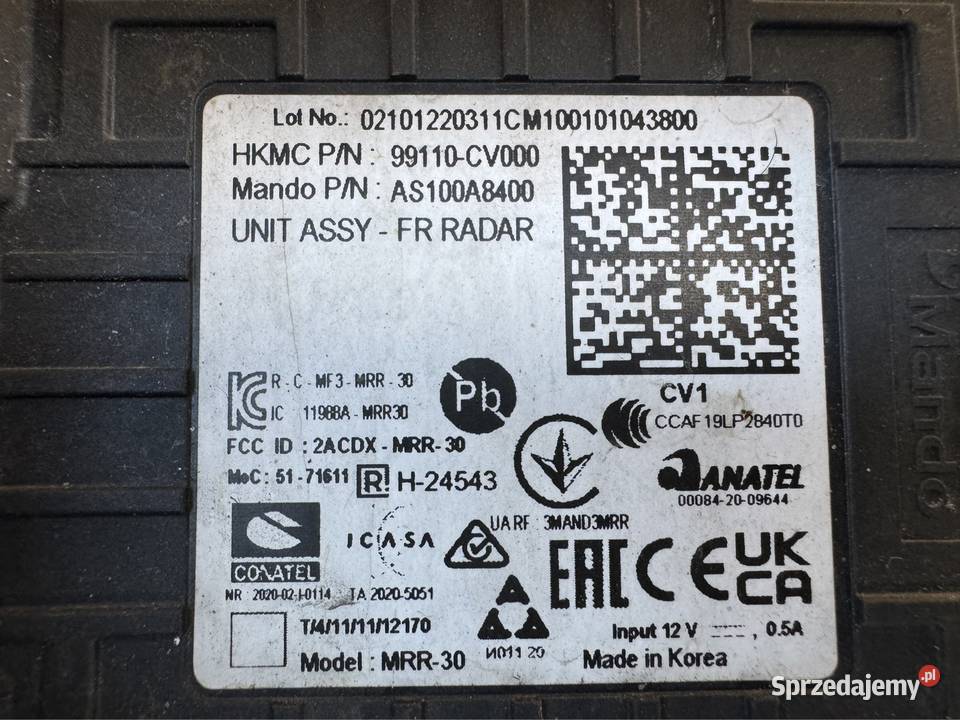 Lot No.: 02101220311CM100101043800
HKMC P/N : 99110-CV000
Mando P/N : AS100A8400
UNIT ASSY - FR RADAR
R - C - MF3 - MRR - 30
IC 11988A - MRR30
Pb
CV1
CCAF19LP2840T0
FCC ID : 2ACDX - MRR- 30
MoC : 51 - 71611
R H-24543
ANATEL
00084-20-09644
UA RF : 3MAND3MRR
CONATEL
NR : 2020-02-I-0114
ICASA
TA 2020-5051
EAC CE UK CA
T/4/11/11/12170
И011 20
Input 12 V , 0.5A
Model : MRR-30
Made in Korea
Mando
Sprzedajemy.pl